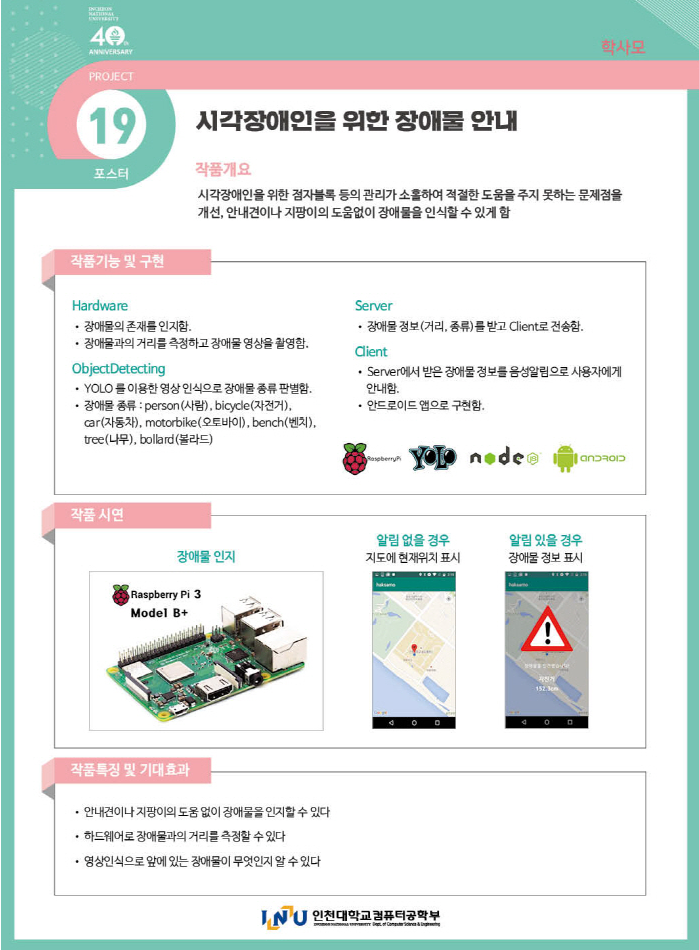 INCHEON
NATIONAL
UNIVERSITY
40th
ANNIVERSARY
학사모
PROJECT
19
포스터
시각장애인을 위한 장애물 안내
작품개요
시각장애인을 위한 점자블록 등의 관리가 소홀하여 적절한 도움을 주지 못하는 문제점을
개선, 안내견이나 지팡이의 도움없이 장애물을 인식할 수 있게 함
작품기능 및 구현
Hardware
• 장애물의 존재를 인지함.
• 장애물과의 거리를 측정하고 장애물 영상을 촬영함.
ObjectDetecting
• YOLO 를 이용한 영상 인식으로 장애물 종류 판별함.
• 장애물 종류 : person(사람), bicycle(자전거),
car(자동차), motorbike(오토바이), bench(벤치),
tree(나무), bollard(볼라드)
Server
• 장애물 정보(거리, 종류)를 받고 Client로 전송함.
Client
• Server에서 받은 장애물 정보를 음성알림으로 사용자에게
안내함.
• 안드로이드 앱으로 구현함.
RaspberryPi
YOLO
node
JS
ANDROID
작품 시연
장애물 인지
Raspberry Pi 3
Model B+
알림 없을 경우
지도에 현재위치 표시
haksamo
알림 있을 경우
장애물 정보 표시
haksamo
자전거
152.3cm
작품특징 및 기대효과
• 안내견이나 지팡이의 도움 없이 장애물을 인지할 수 있다
• 하드웨어로 장애물과의 거리를 측정할 수 있다
• 영상인식으로 앞에 있는 장애물이 무엇인지 알 수 있다
INU 인천대학교컴퓨터공학부
INCHEON NATIONAL UNIVERSITY Dept. of Computer Science & Engineering